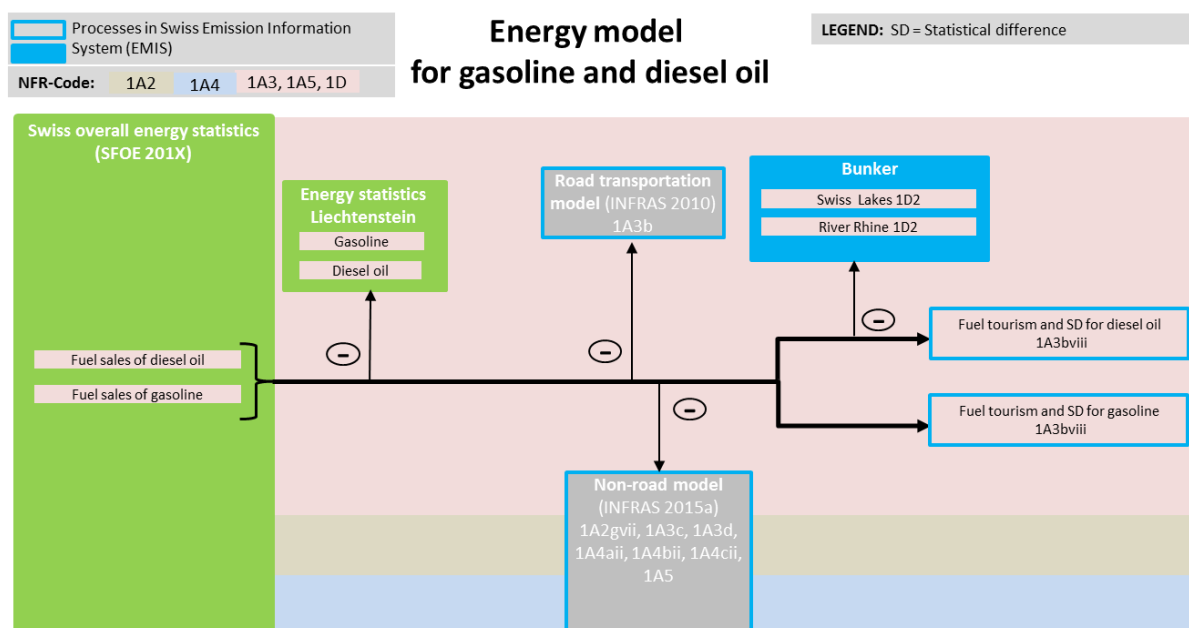 Processes in Swiss Emission Information
System (EMIS)
NFR-Code:
1A2
1A4
1A3, 1A5, 1D
Energy model
for gasoline and diesel oil
LEGEND: SD = Statistical difference
Swiss overall energy statistics
(SFOE 201X)
Energy statistics
Liechtenstein
Gasoline
Diesel oil
Road transportation
model (INFRAS 2010)
1A3b
Bunker
Swiss Lakes 1D2
River Rhine 1D2
Fuel sales of diesel oil
Fuel sales of gasoline
-
-
-
-
Fuel tourism and SD for diesel oil
1A3bviii
Fuel tourism and SD for gasoline
1A3bviii
Non-road model
(INFRAS 2015a)
1A2gvii, 1A3c, 1A3d,
1A4aii, 1A4bii, 1A4cii,
1A5